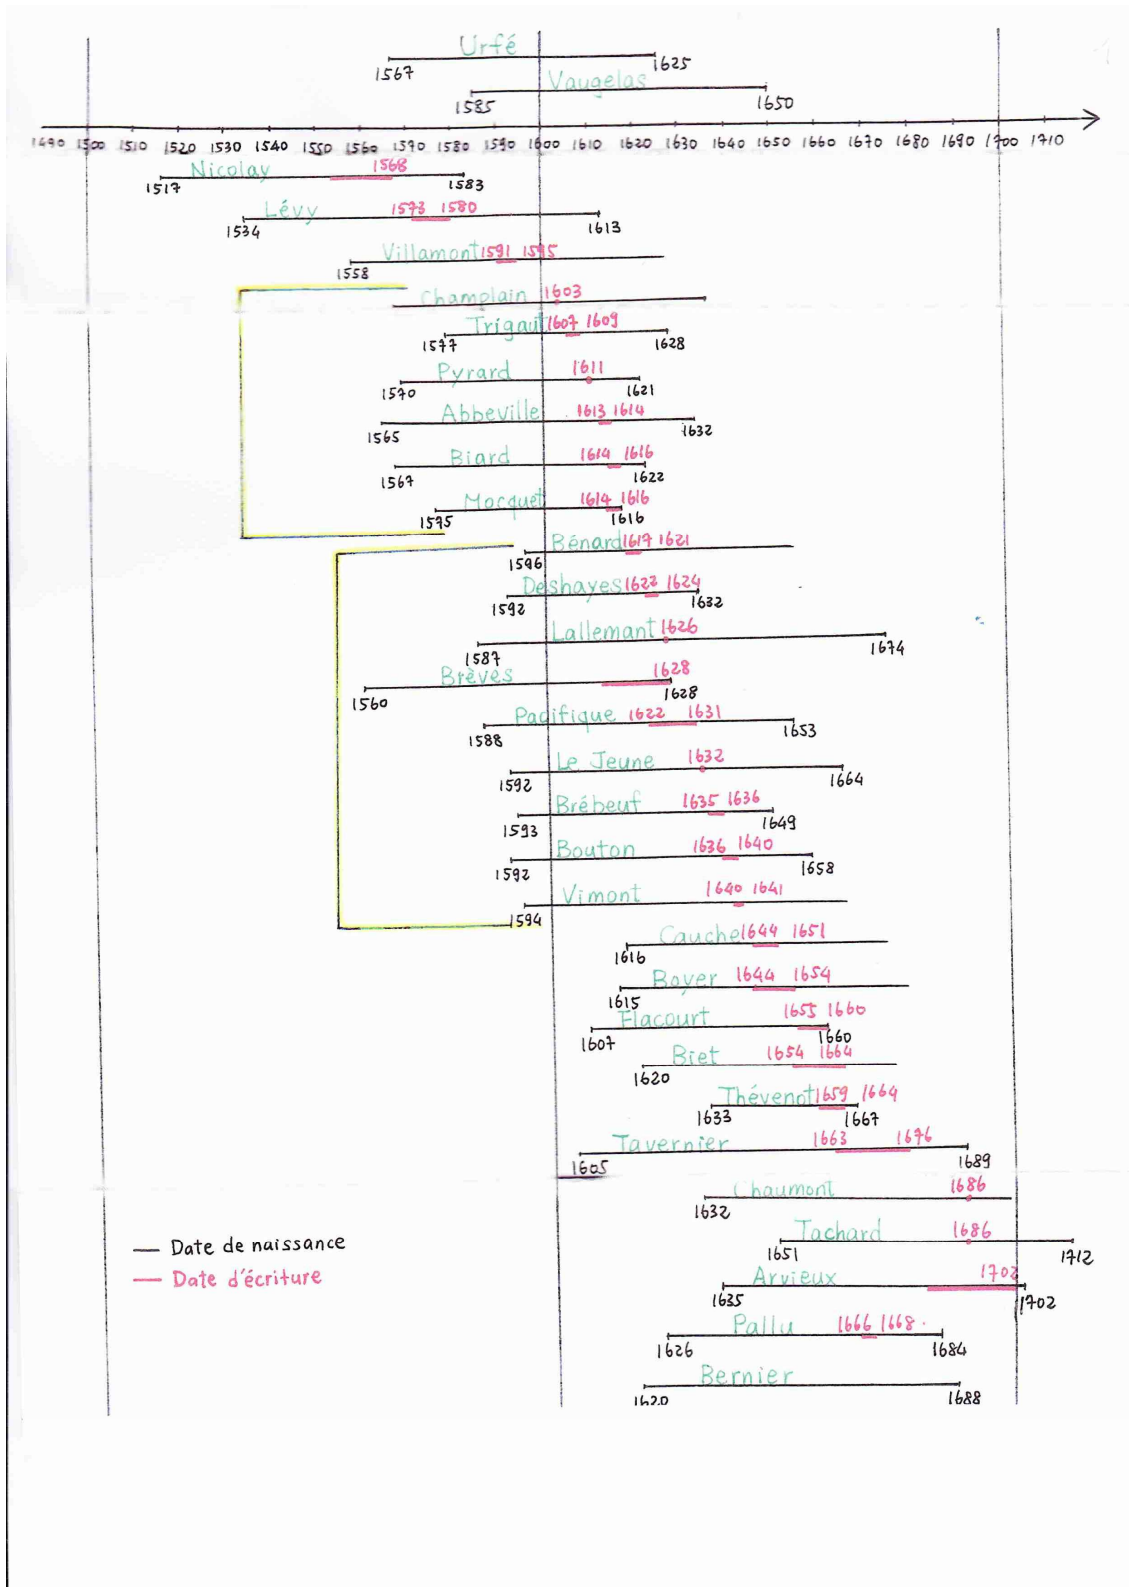 Urfé
1567 1625
Vaugelas
1585 1650
1490 1500 1510 1520 1530 1540 1550 1560 1570 1580 1590 1600 1610 1620 1630 1640 1650 1660 1670 1680 1690 1700 1710
Nicolay 1568
1517 1583
Lévy 1573 1580
1534 1613
Villamont 1591 1595
1558
Champlain 1603
Trigaut 1607 1609
1577 1628
Pyrard 1611
1570 1621
Abbeville 1613 1614
1565 1632
Biard 1614 1616
1567 1622
Mocquet 1614 1616
1575 1616
Bénard 1617 1621
1596
Deshayes 1622 1624
1592 1632
Lallemant 1626
1587 1674
Brèves 1628
1560 1628
Pacifique 1622 1631
1588 1653
Le Jeune 1632
1592 1664
Brébeuf 1635 1636
1593 1649
Bouton 1636 1640
1592 1658
Vimont 1640 1641
1594
Cauche 1644 1651
1616
Boyer 1644 1654
1615
Flacourt 1655 1660
1607 1660
Biet 1654 1664
1620
Thévenot 1659 1664
1633 1667
Tavernier 1663 1676
1605 1689
Chaumont 1686
1632
Tachard 1686
1651 1712
Arvieux 1702
1635 1702
Pallu 1666 1668
1626 1684
Bernier
1620 1688
Date de naissance
Date d'écriture